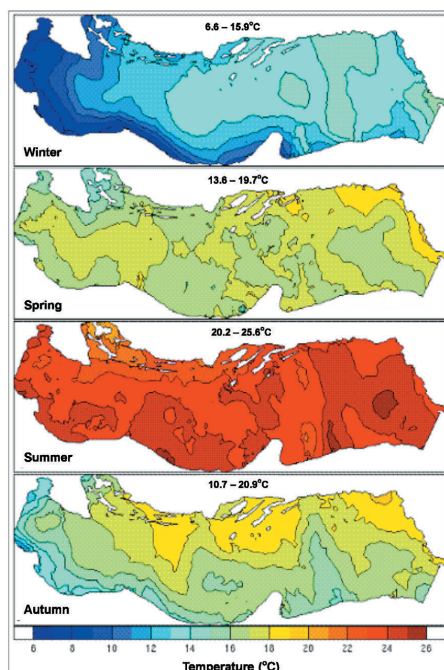 6.6 – 15.9°C
Winter
13.6 – 19.7°C
Spring
20.2 – 25.6°C
Summer
10.7 – 20.9°C
Autumn
6 8 10 12 14 16 18 20 22 24 26
Temperature (°C)